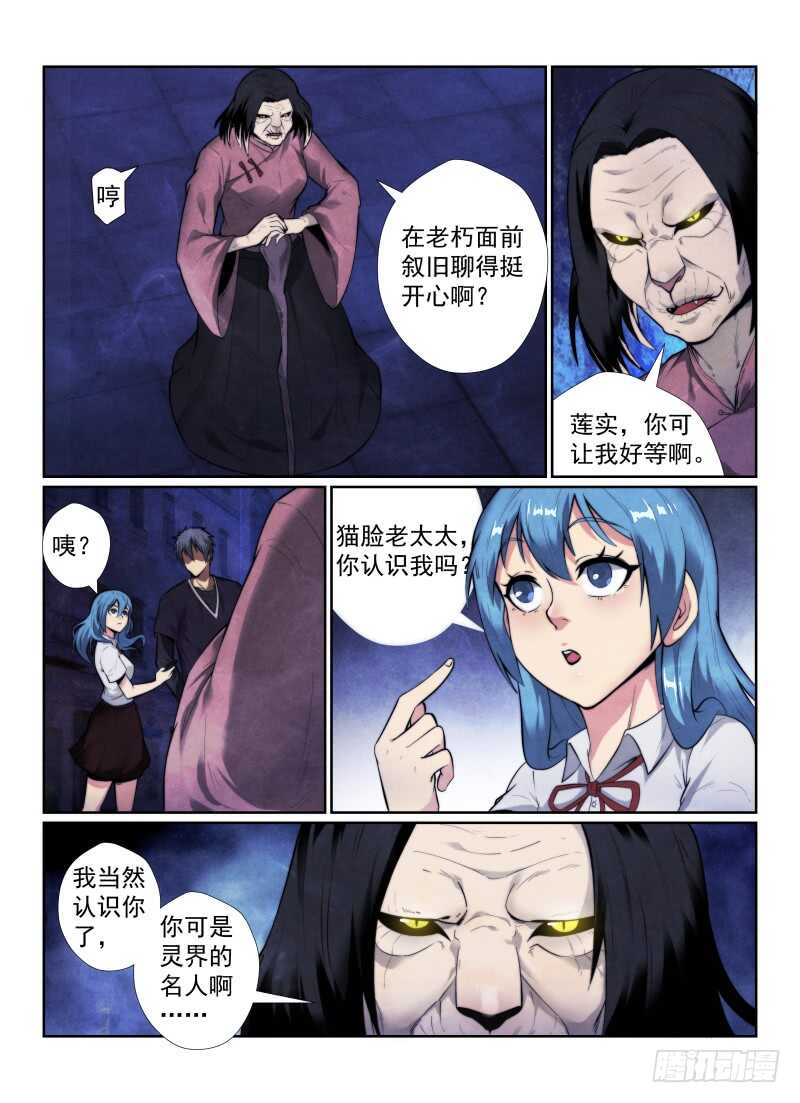 哼
在老朽面前
叙旧聊得挺
开心啊？
莲实，你可
让我好等啊。
咦？
猫脸老太太，
你认识我吗？
我当然
认识你
了，
你可是
灵界的
名人啊
……
腾讯动漫